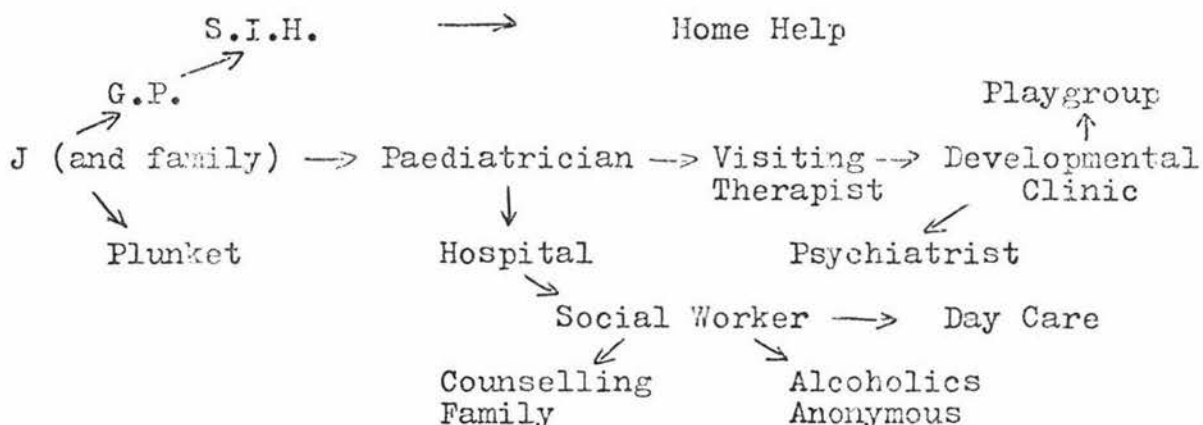 S.I.H. → Home Help
G.P. Playgroup
J (and family) → Paediatrician → Visiting → Developmental
Therapist Clinic
Plunket Hospital Psychiatrist
Social Worker → Day Care
Counselling Alcoholics
Family Anonymous